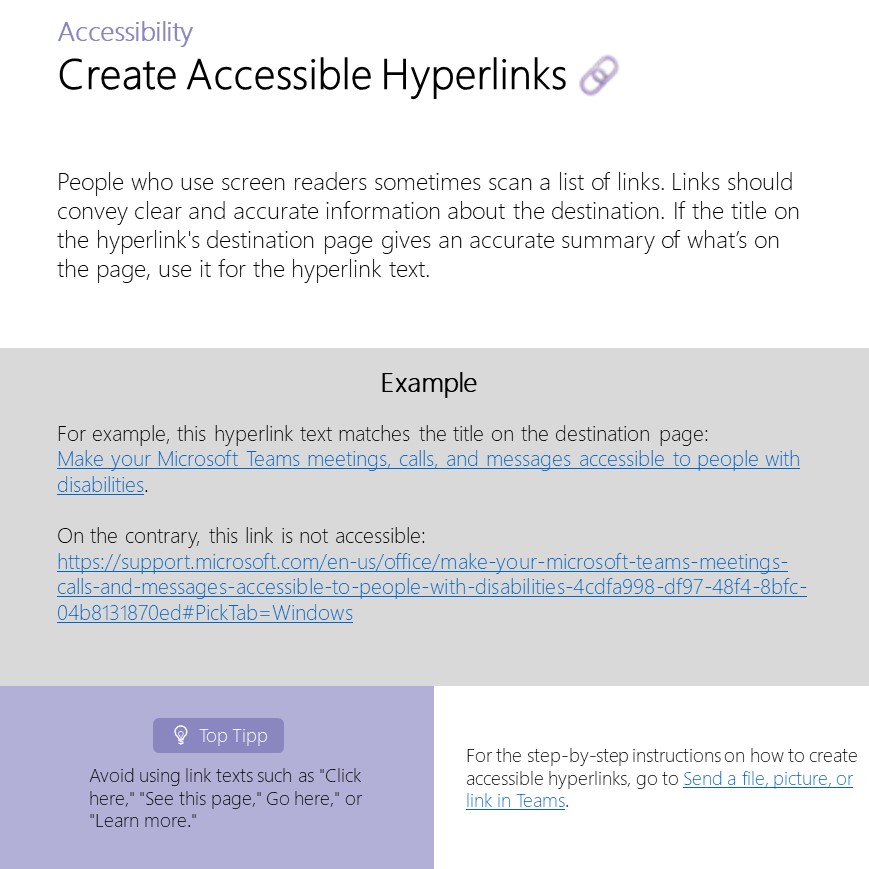 Accessibility
Create Accessible Hyperlinks
People who use screen readers sometimes scan a list of links. Links should
convey clear and accurate information about the destination. If the title on
the hyperlink's destination page gives an accurate summary of what’s on
the page, use it for the hyperlink text.
Example
For example, this hyperlink text matches the title on the destination page:
Make your Microsoft Teams meetings, calls, and messages accessible to people with
disabilities.
On the contrary, this link is not accessible:
https://support.microsoft.com/en-us/office/make-your-microsoft-teams-meetings-
calls-and-messages-accessible-to-people-with-disabilities-4cdfa998-df97-48f4-8bfc-
04b8131870ed#PickTab=Windows
Top Tipp
Avoid using link texts such as "Click
here," "See this page," Go here," or
"Learn more."
For the step-by-step instructions on how to create
accessible hyperlinks, go to Send a file, picture, or
link in Teams.